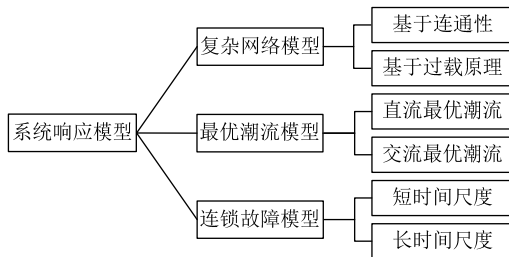 系统响应模型
复杂网络模型
基于连通性
基于过载原理
最优潮流模型
直流最优潮流
交流最优潮流
连锁故障模型
短时间尺度
长时间尺度